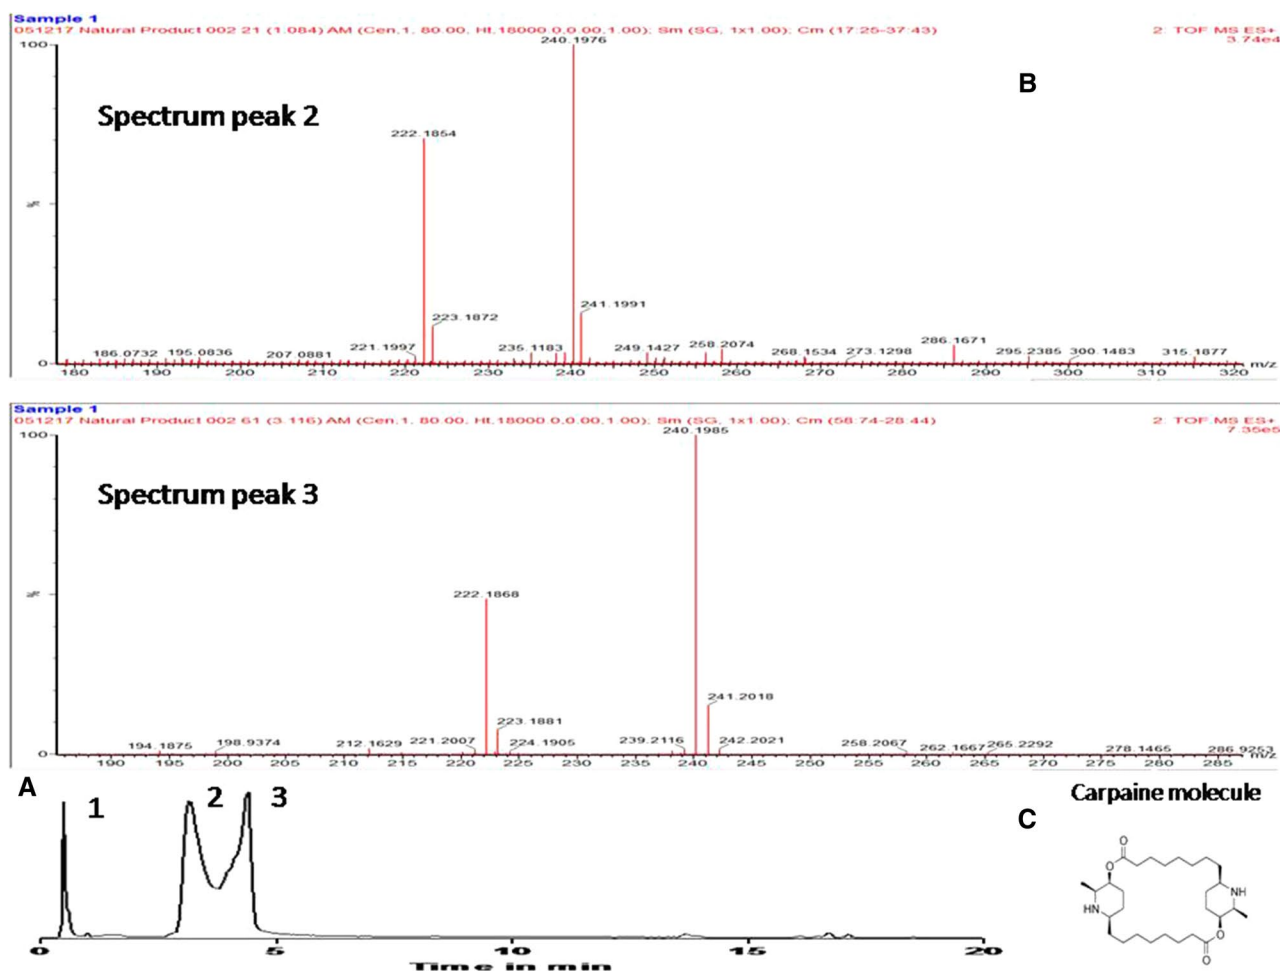 Sample 1
051217 Natural Product 002 21 (1.084) AM (Cen,1, 80.00, Ht,18000.0,0.00,1.00); Sm (SG, 1x1.00); Cm (17:25-37:43)
2: TOF MS ES+
3.74e4
240.1976
100
B
Spectrum peak 2
222.1854
%
241.1991
223.1872
221.1997
235.1183
249.1427
258.2074
286.1671
186.0732
195.0836
207.0881
268.1534
273.1298
295.2385
300.1483
315.1877
0
180 190 200 210 220 230 240 250 260 270 280 290 300 310 320 m/z
Sample 1
051217 Natural Product 002 61 (3.116) AM (Cen,1, 80.00, Ht,18000.0,0.00,1.00); Sm (SG, 1x1.00); Cm (58:74-28:44)
2: TOF MS ES+
7.35e5
240.1985
100
Spectrum peak 3
222.1868
%
241.2018
223.1881
194.1875
198.9374
212.1629
221.2007
224.1905
239.2116
242.2021
258.2067
262.1667
265.2292
278.1465
286.9253
0
190 195 200 205 210 215 220 225 230 235 240 245 250 255 260 265 270 275 280 285 m/z
A
1
2
3
0 5 10 15 20
Time in min
Carpaine molecule
C
O
O
NH
HN
O
O